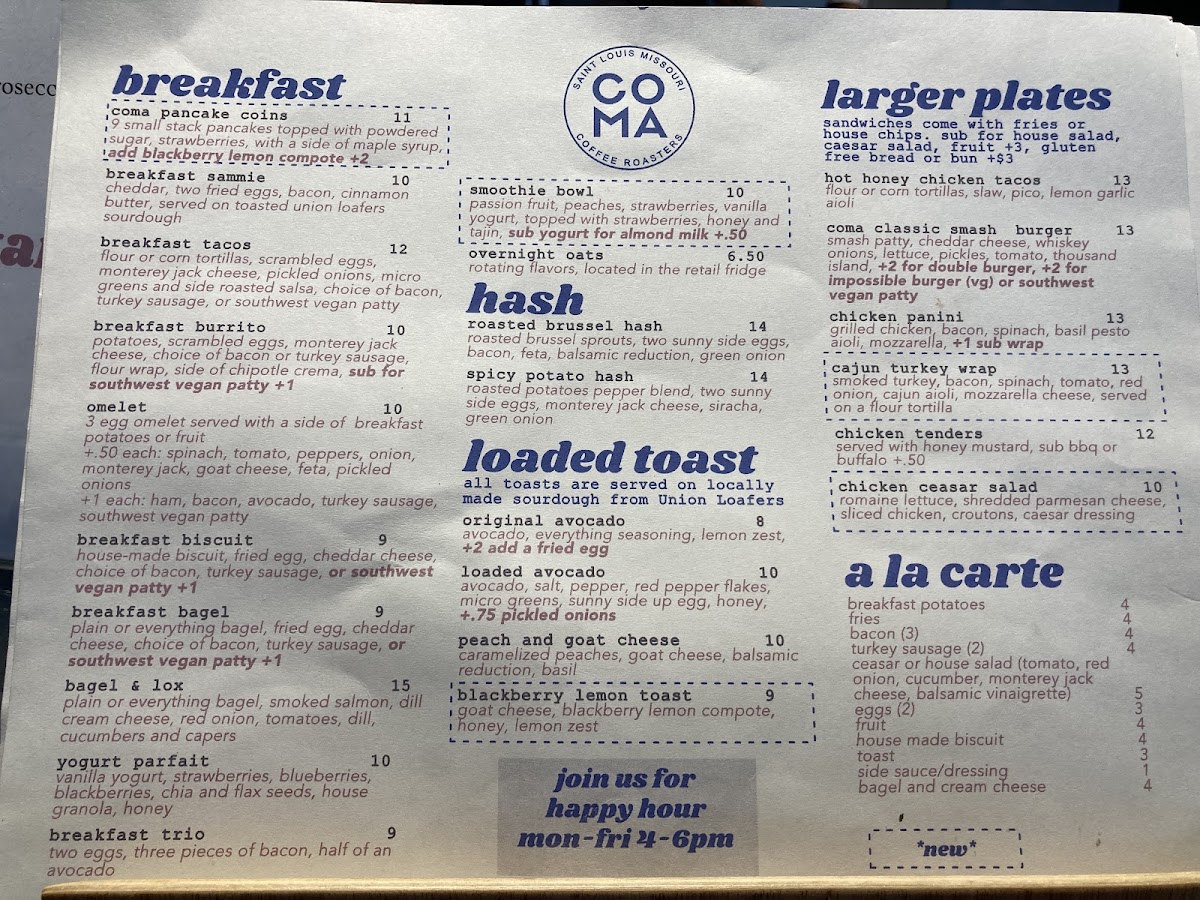 rosecc
breakfast
coma pancake coins 11
9 small stack pancakes topped with powdered
sugar, strawberries, with a side of maple syrup,
add blackberry lemon compote +2
breakfast sammie 10
cheddar, two fried eggs, bacon, cinnamon
butter, served on toasted union loafers
sourdough
breakfast tacos 12
flour or corn tortillas, scrambled eggs,
monterey jack cheese, pickled onions, micro
greens and side roasted salsa, choice of bacon,
turkey sausage, or southwest vegan patty
breakfast burrito 10
potatoes, scrambled eggs, monterey jack
cheese, choice of bacon or turkey sausage,
flour wrap, side of chipotle crema, sub for
southwest vegan patty +1
omelet 10
3 egg omelet served with a side of breakfast
potatoes or fruit
+.50 each: spinach, tomato, peppers, onion,
monterey jack, goat cheese, feta, pickled
onions
+1 each: ham, bacon, avocado, turkey sausage,
southwest vegan patty
breakfast biscuit 9
house-made biscuit, fried egg, cheddar cheese,
choice of bacon, turkey sausage, or southwest
vegan patty +1
breakfast bagel 9
plain or everything bagel, fried egg, cheddar
cheese, choice of bacon, turkey sausage, or
southwest vegan patty +1
bagel & lox 15
plain or everything bagel, smoked salmon, dill
cream cheese, red onion, tomatoes, dill,
cucumbers and capers
yogurt parfait 10
vanilla yogurt, strawberries, blueberries,
blackberries, chia and flax seeds, house
granola, honey
breakfast trio 9
two eggs, three pieces of bacon, half of an
avocado
SAINT LOUIS MISSOURI
CO
MA
COFFEE ROASTERS
smoothie bowl 10
passion fruit, peaches, strawberries, vanilla
yogurt, topped with strawberries, honey and
tajin, sub yogurt for almond milk +.50
overnight oats 6.50
rotating flavors, located in the retail fridge
hash
roasted brussel hash 14
roasted brussel sprouts, two sunny side eggs,
bacon, feta, balsamic reduction, green onion
spicy potato hash 14
roasted potatoes pepper blend, two sunny
side eggs, monterey jack cheese, siracha,
green onion
loaded toast
all toasts are served on locally
made sourdough from Union Loafers
original avocado 8
avocado, everything seasoning, lemon zest,
+2 add a fried egg
loaded avocado 10
avocado, salt, pepper, red pepper flakes,
micro greens, sunny side up egg, honey,
+.75 pickled onions
peach and goat cheese 10
caramelized peaches, goat cheese, balsamic
reduction, basil
blackberry lemon toast 9
goat cheese, blackberry lemon compote,
honey, lemon zest
join us for
happy hour
mon-fri 4-6pm
larger plates
sandwiches come with fries or
house chips. sub for house salad,
caesar salad, fruit +3, gluten
free bread or bun +$3
hot honey chicken tacos 13
flour or corn tortillas, slaw, pico, lemon garlic
aioli
coma classic smash burger 13
smash patty, cheddar cheese, whiskey
onions, lettuce, pickles, tomato, thousand
island, +2 for double burger, +2 for
impossible burger (vg) or southwest
vegan patty
chicken panini 13
grilled chicken, bacon, spinach, basil pesto
aioli, mozzarella, +1 sub wrap
cajun turkey wrap 13
smoked turkey, bacon, spinach, tomato, red
onion, cajun aioli, mozzarella cheese, served
on a flour tortilla
chicken tenders 12
served with honey mustard, sub bbq or
buffalo +.50
chicken ceasar salad 10
romaine lettuce, shredded parmesan cheese,
sliced chicken, croutons, caesar dressing
a la carte
breakfast potatoes 4
fries 4
bacon (3) 4
turkey sausage (2) 4
ceasar or house salad (tomato, red
onion, cucumber, monterey jack
cheese, balsamic vinaigrette) 5
eggs (2) 3
fruit 4
house made biscuit 4
toast 3
side sauce/dressing 1
bagel and cream cheese 4
*new*